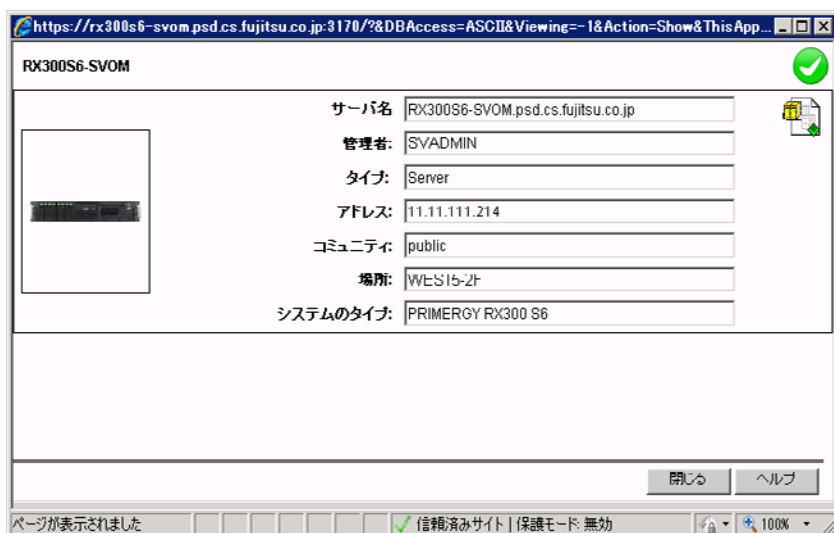 https://rx300s6-svom.psd.cs.fujitsu.co.jp:3170/?&DBAccess=ASCII&Viewing=-1&Action=Show&ThisApp...
RX300S6-SVOM
サーバ名 RX300S6-SVOM.psd.cs.fujitsu.co.jp
管理者: SVADMIN
タイプ: Server
アドレス: 11.11.111.214
コミュニティ: public
場所: WEST5-2F
システムのタイプ: PRIMERGY RX300 S6
閉じる ヘルプ
ページが表示されました 信頼済みサイト | 保護モード: 無効 100%